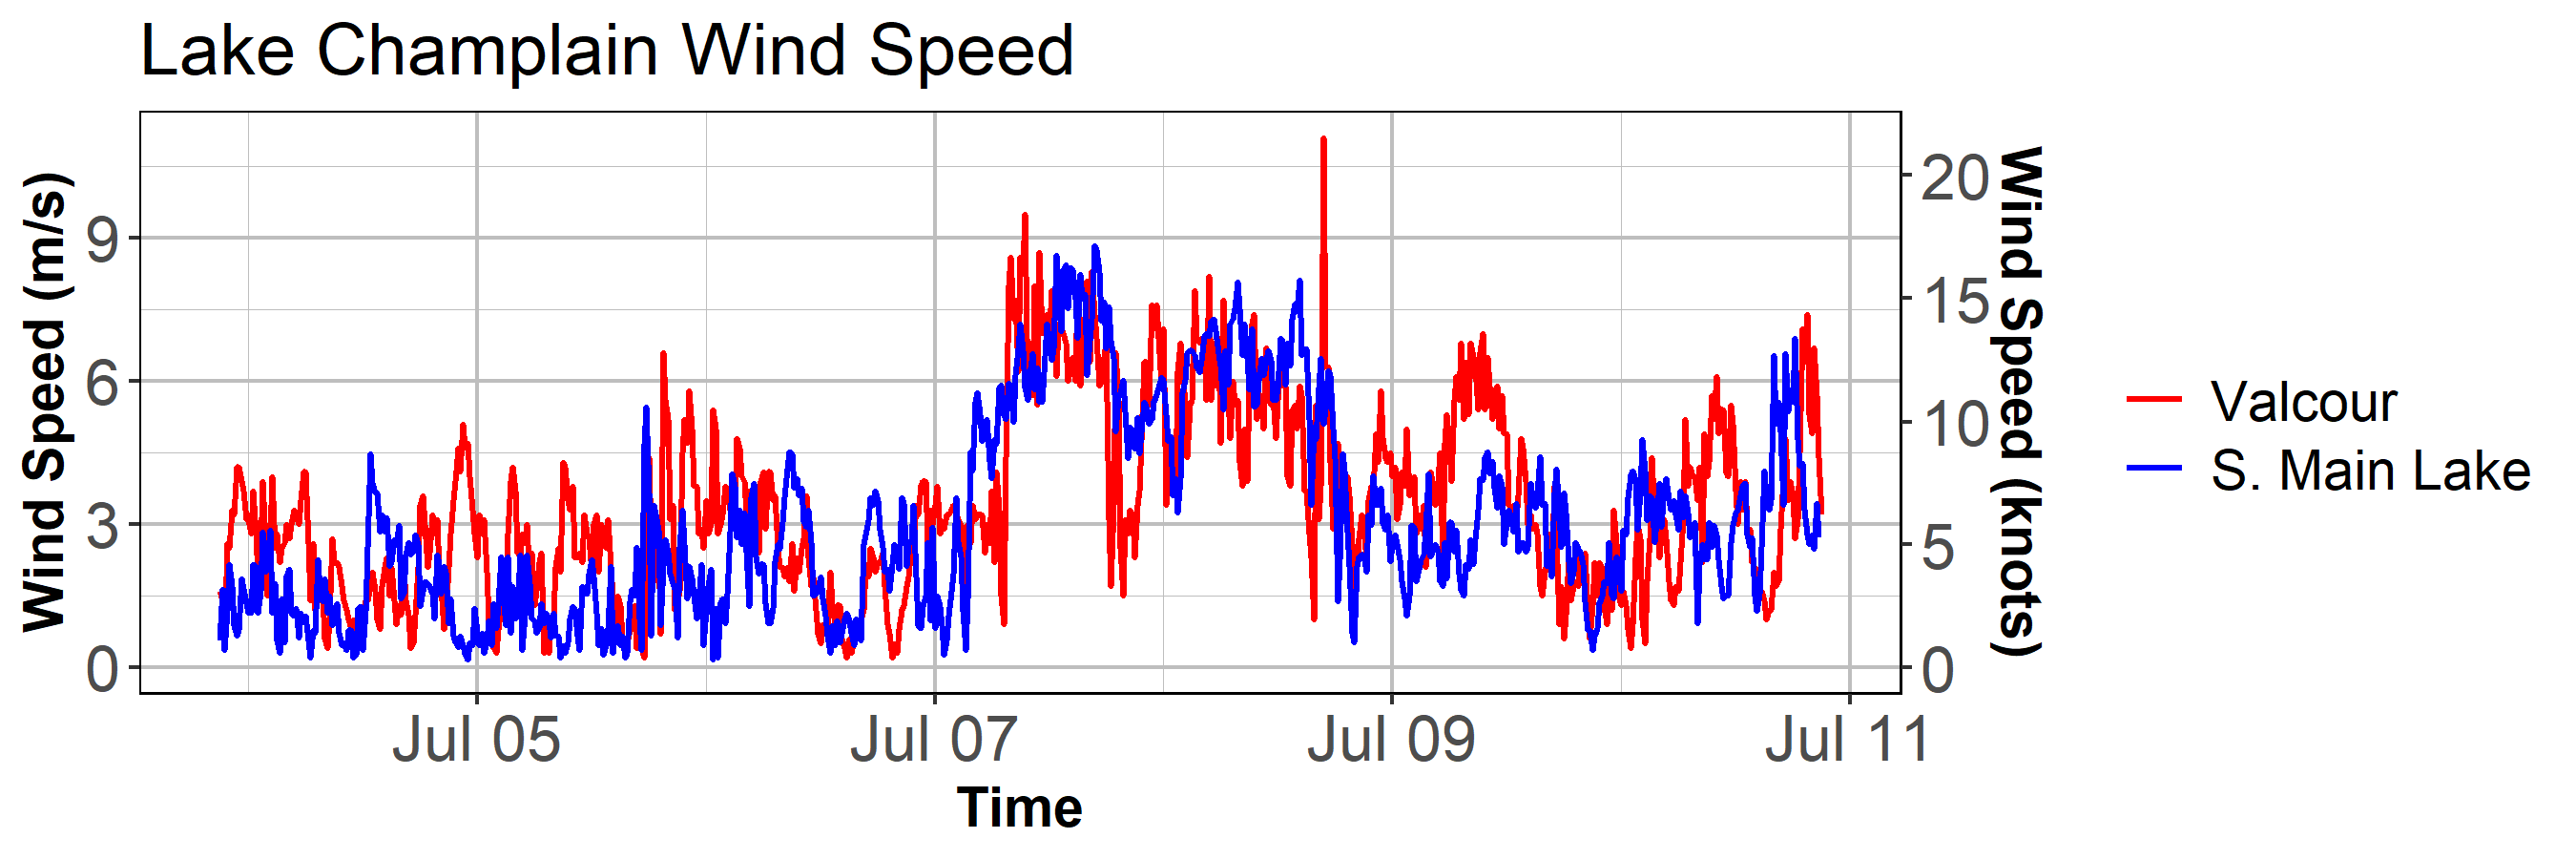 Lake Champlain Wind Speed
Wind Speed (m/s)
9
6
3
0
20
15
10
5
0
Wind Speed (knots)
Jul 05 Jul 07 Jul 09 Jul 11
Time
Valcour
S. Main Lake